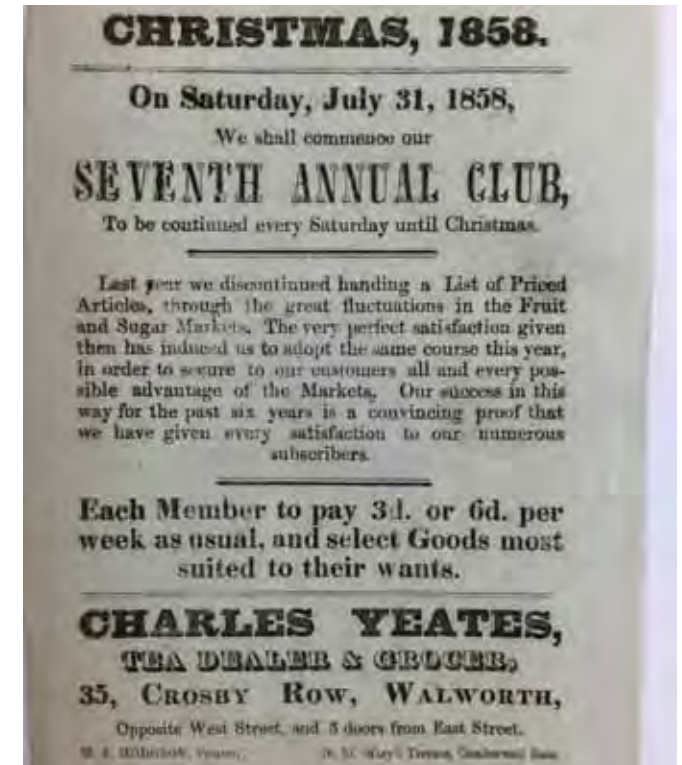 CHRISTMAS, 1858.
On Saturday, July 31, 1858,
We shall commence our
SEVENTH ANNUAL CLUB,
To be continued every Saturday until Christmas.
Last year we discontinued handing a List of Priced
Articles, through the great fluctuations in the Fruit
and Sugar Markets. The very perfect satisfaction given
then has induced us to adopt the same course this year,
in order to secure to our customers all and every pos-
sible advantage of the Markets. Our success in this
way for the past six years is a convincing proof that
we have given every satisfaction to our numerous
subscribers.
Each Member to pay 3d. or 6d. per
week as usual, and select Goods most
suited to their wants.
CHARLES YEATES,
TEA DEALER & GROCER,
35, CROSBY ROW, WALWORTH,
Opposite West Street, and 5 doors from East Street.
Printer, Terrace, Camberwell